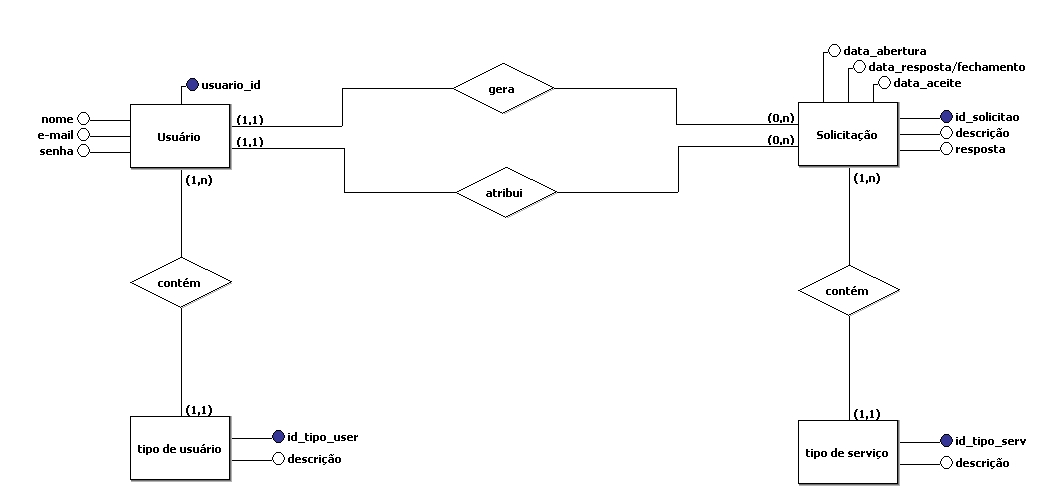 data_abertura
data_resposta/fechamento
data_aceite
usuario_id
gera
nome
e-mail
senha
Usuário
(1,1)
(1,1)
(0,n)
(0,n)
Solicitação
id_solicitao
descrição
resposta
(1,n)
(1,n)
atribui
contém
contém
(1,1)
(1,1)
tipo de usuário
id_tipo_user
descrição
tipo de serviço
id_tipo_serv
descrição